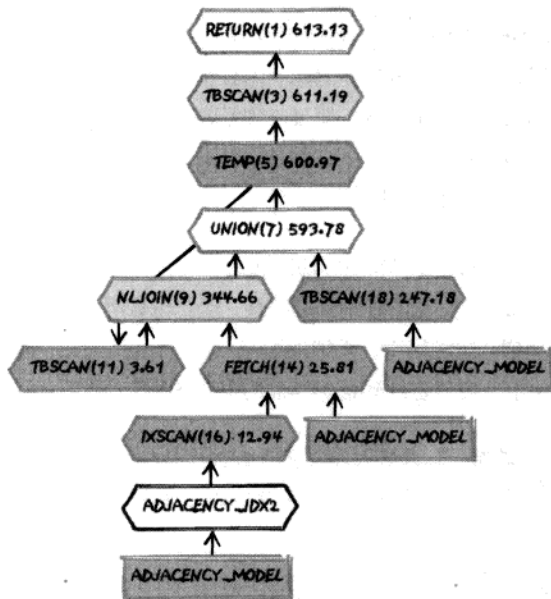 RETURN(1) 613.13
TBSCAN(3) 611.19
TEMP(5) 600.97
UNION(7) 593.78
NLJOIN(9) 344.66
TBSCAN(18) 247.18
TBSCAN(11) 3.61
FETCH(14) 25.81
ADJACENCY_MODEL
IXSCAN(16) 12.94
ADJACENCY_MODEL
ADJACENCY_IDX2
ADJACENCY_MODEL